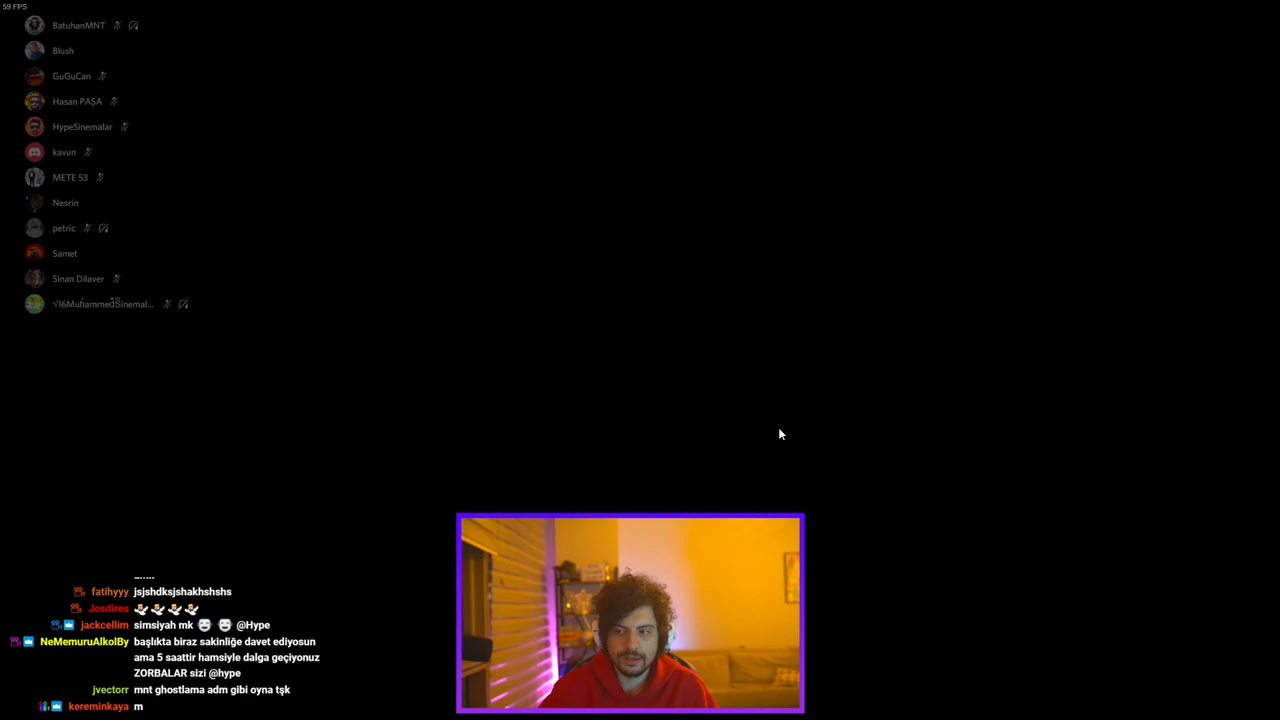 59 FPS
BatuhanMNT
Blush
GuGuCan
Hasan PAŞA
HypeSinemalar
kavun
METE 53
Nesrin
petric
Samet
Sinan Dilaver
fatihyyy jsjshdksjshakhshshs
Josdires
jackcellim simsiyah mk @Hype
NeMemuruAlkolBy başlıkta biraz sakinliğe davet ediyosun
ama 5 saattir hamsiyle dalga geçiyonuz
ZORBALAR sizi @hype
jvectorr mnt ghostlama adm gibi oyna tşk
kereminkaya m